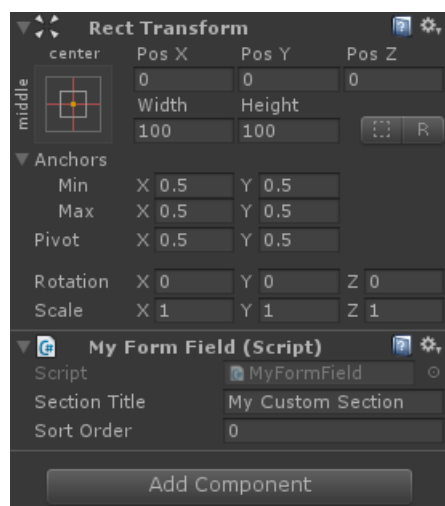 Rect Transform
center Pos X Pos Y Pos Z
middle
0 0 0
Width Height
100 100 R
Anchors
Min X 0.5 Y 0.5
Max X 0.5 Y 0.5
Pivot X 0.5 Y 0.5
Rotation X 0 Y 0 Z 0
Scale X 1 Y 1 Z 1
C# My Form Field (Script)
Script MyFormField
Section Title My Custom Section
Sort Order 0
Add Component